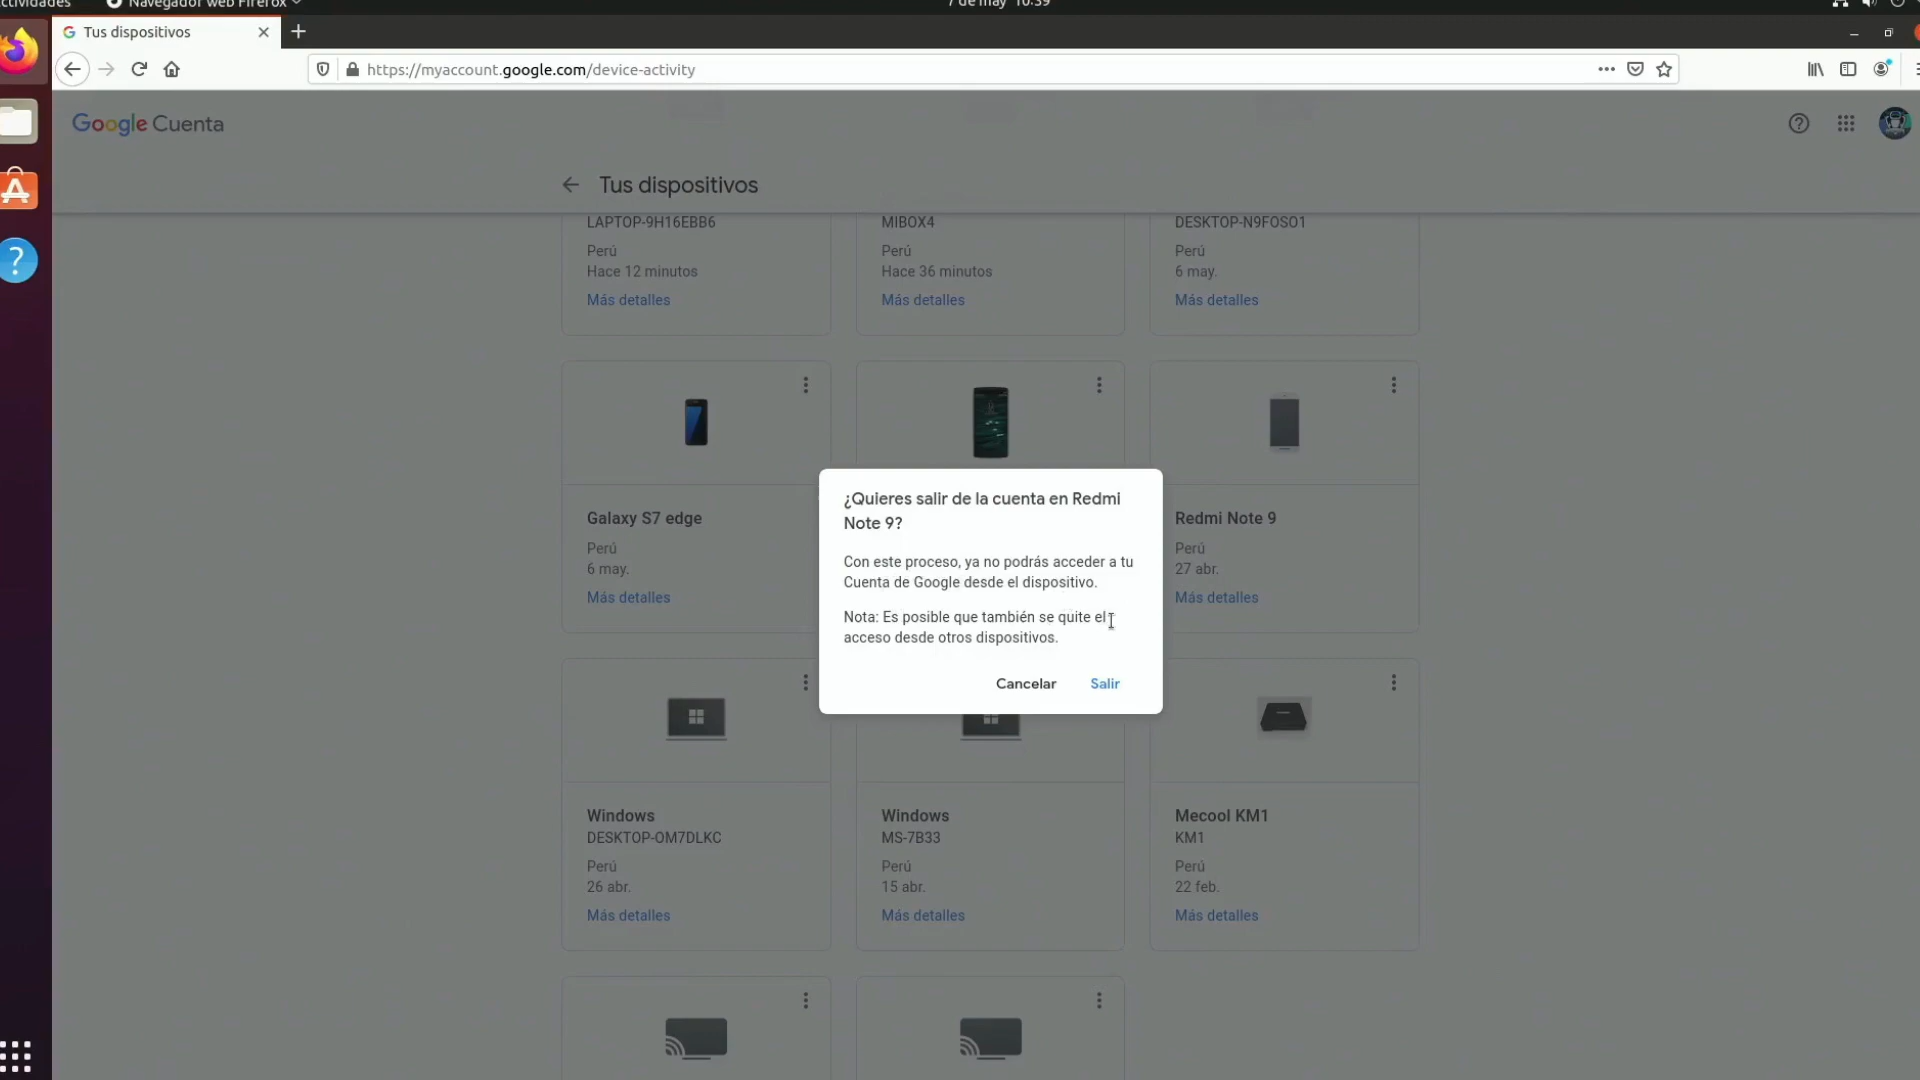 Navegador web Firefox
7 de may 10:39
Tus dispositivos
https://myaccount.google.com/device-activity
Google Cuenta
Tus dispositivos
LAPTOP-9H16EBB6
Perú
Hace 12 minutos
Más detalles
MIBOX4
Perú
Hace 36 minutos
Más detalles
DESKTOP-N9FOSO1
Perú
6 may.
Más detalles
Galaxy S7 edge
Perú
6 may.
Más detalles
Redmi Note 9
Perú
27 abr.
Más detalles
¿Quieres salir de la cuenta en Redmi
Note 9?
Con este proceso, ya no podrás acceder a tu
Cuenta de Google desde el dispositivo.
Nota: Es posible que también se quite el
acceso desde otros dispositivos.
Cancelar
Salir
Windows
DESKTOP-OM7DLKC
Perú
26 abr.
Más detalles
Windows
MS-7B33
Perú
15 abr.
Más detalles
Mecool KM1
KM1
Perú
22 feb.
Más detalles